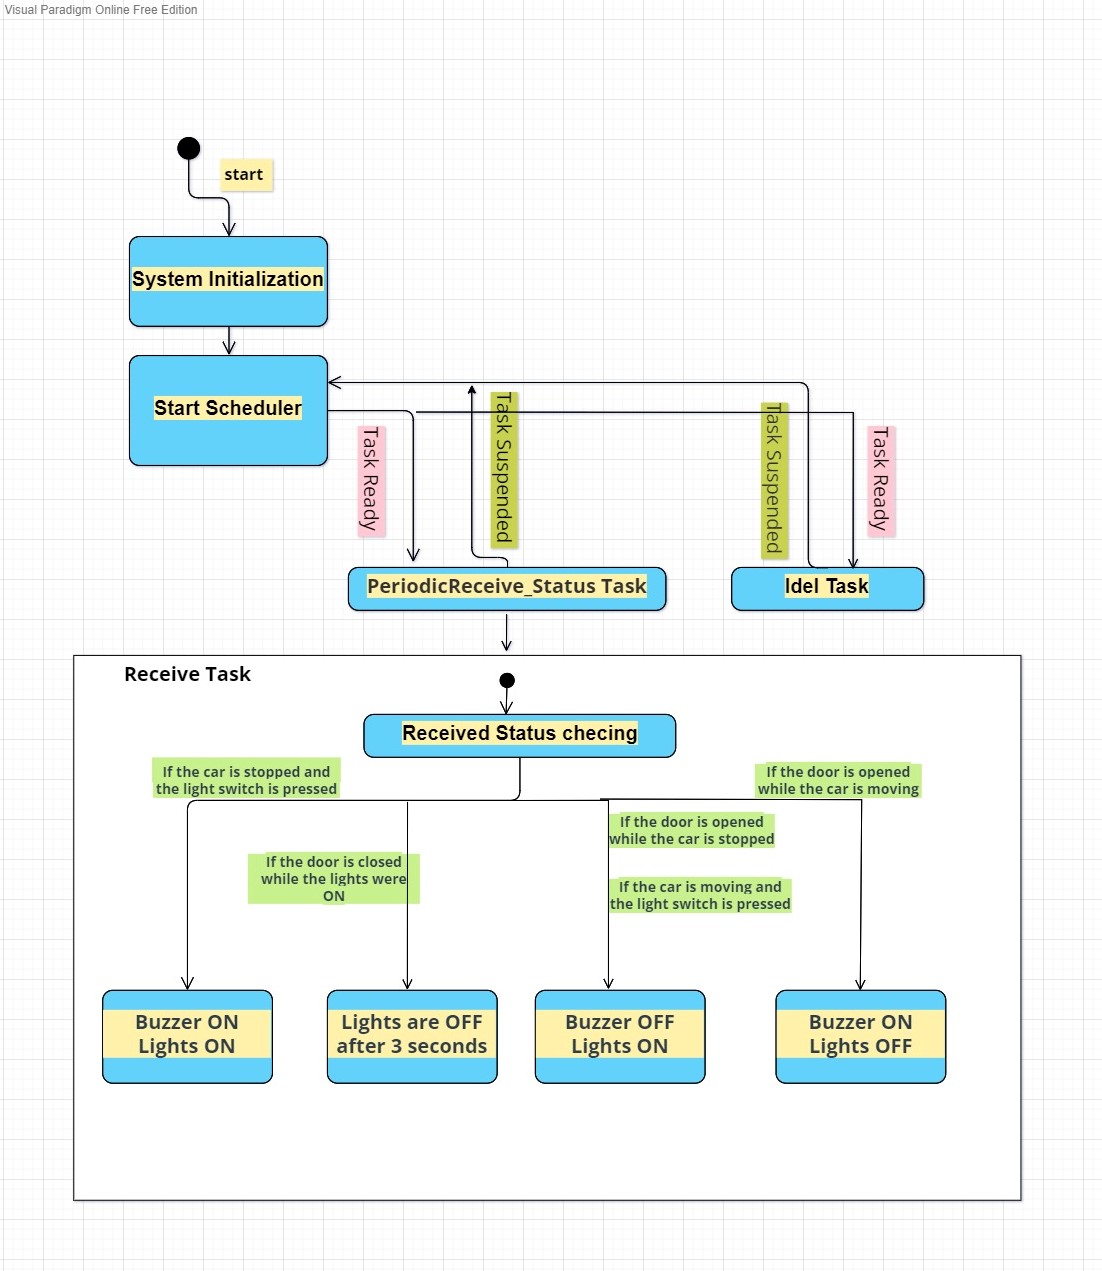 Visual Paradigm Online Free Edition
start
System Initialization
Start Scheduler
Task Ready
Task Suspended
Task Suspended
Task Ready
PeriodicReceive_Status Task
Idel Task
Receive Task
Received Status checing
If the car is stopped and
the light switch is pressed
If the door is opened
while the car is moving
If the door is opened
while the car is stopped
If the door is closed
while the lights were
ON
If the car is moving and
the light switch is pressed
Buzzer ON
Lights ON
Lights are OFF
after 3 seconds
Buzzer OFF
Lights ON
Buzzer ON
Lights OFF